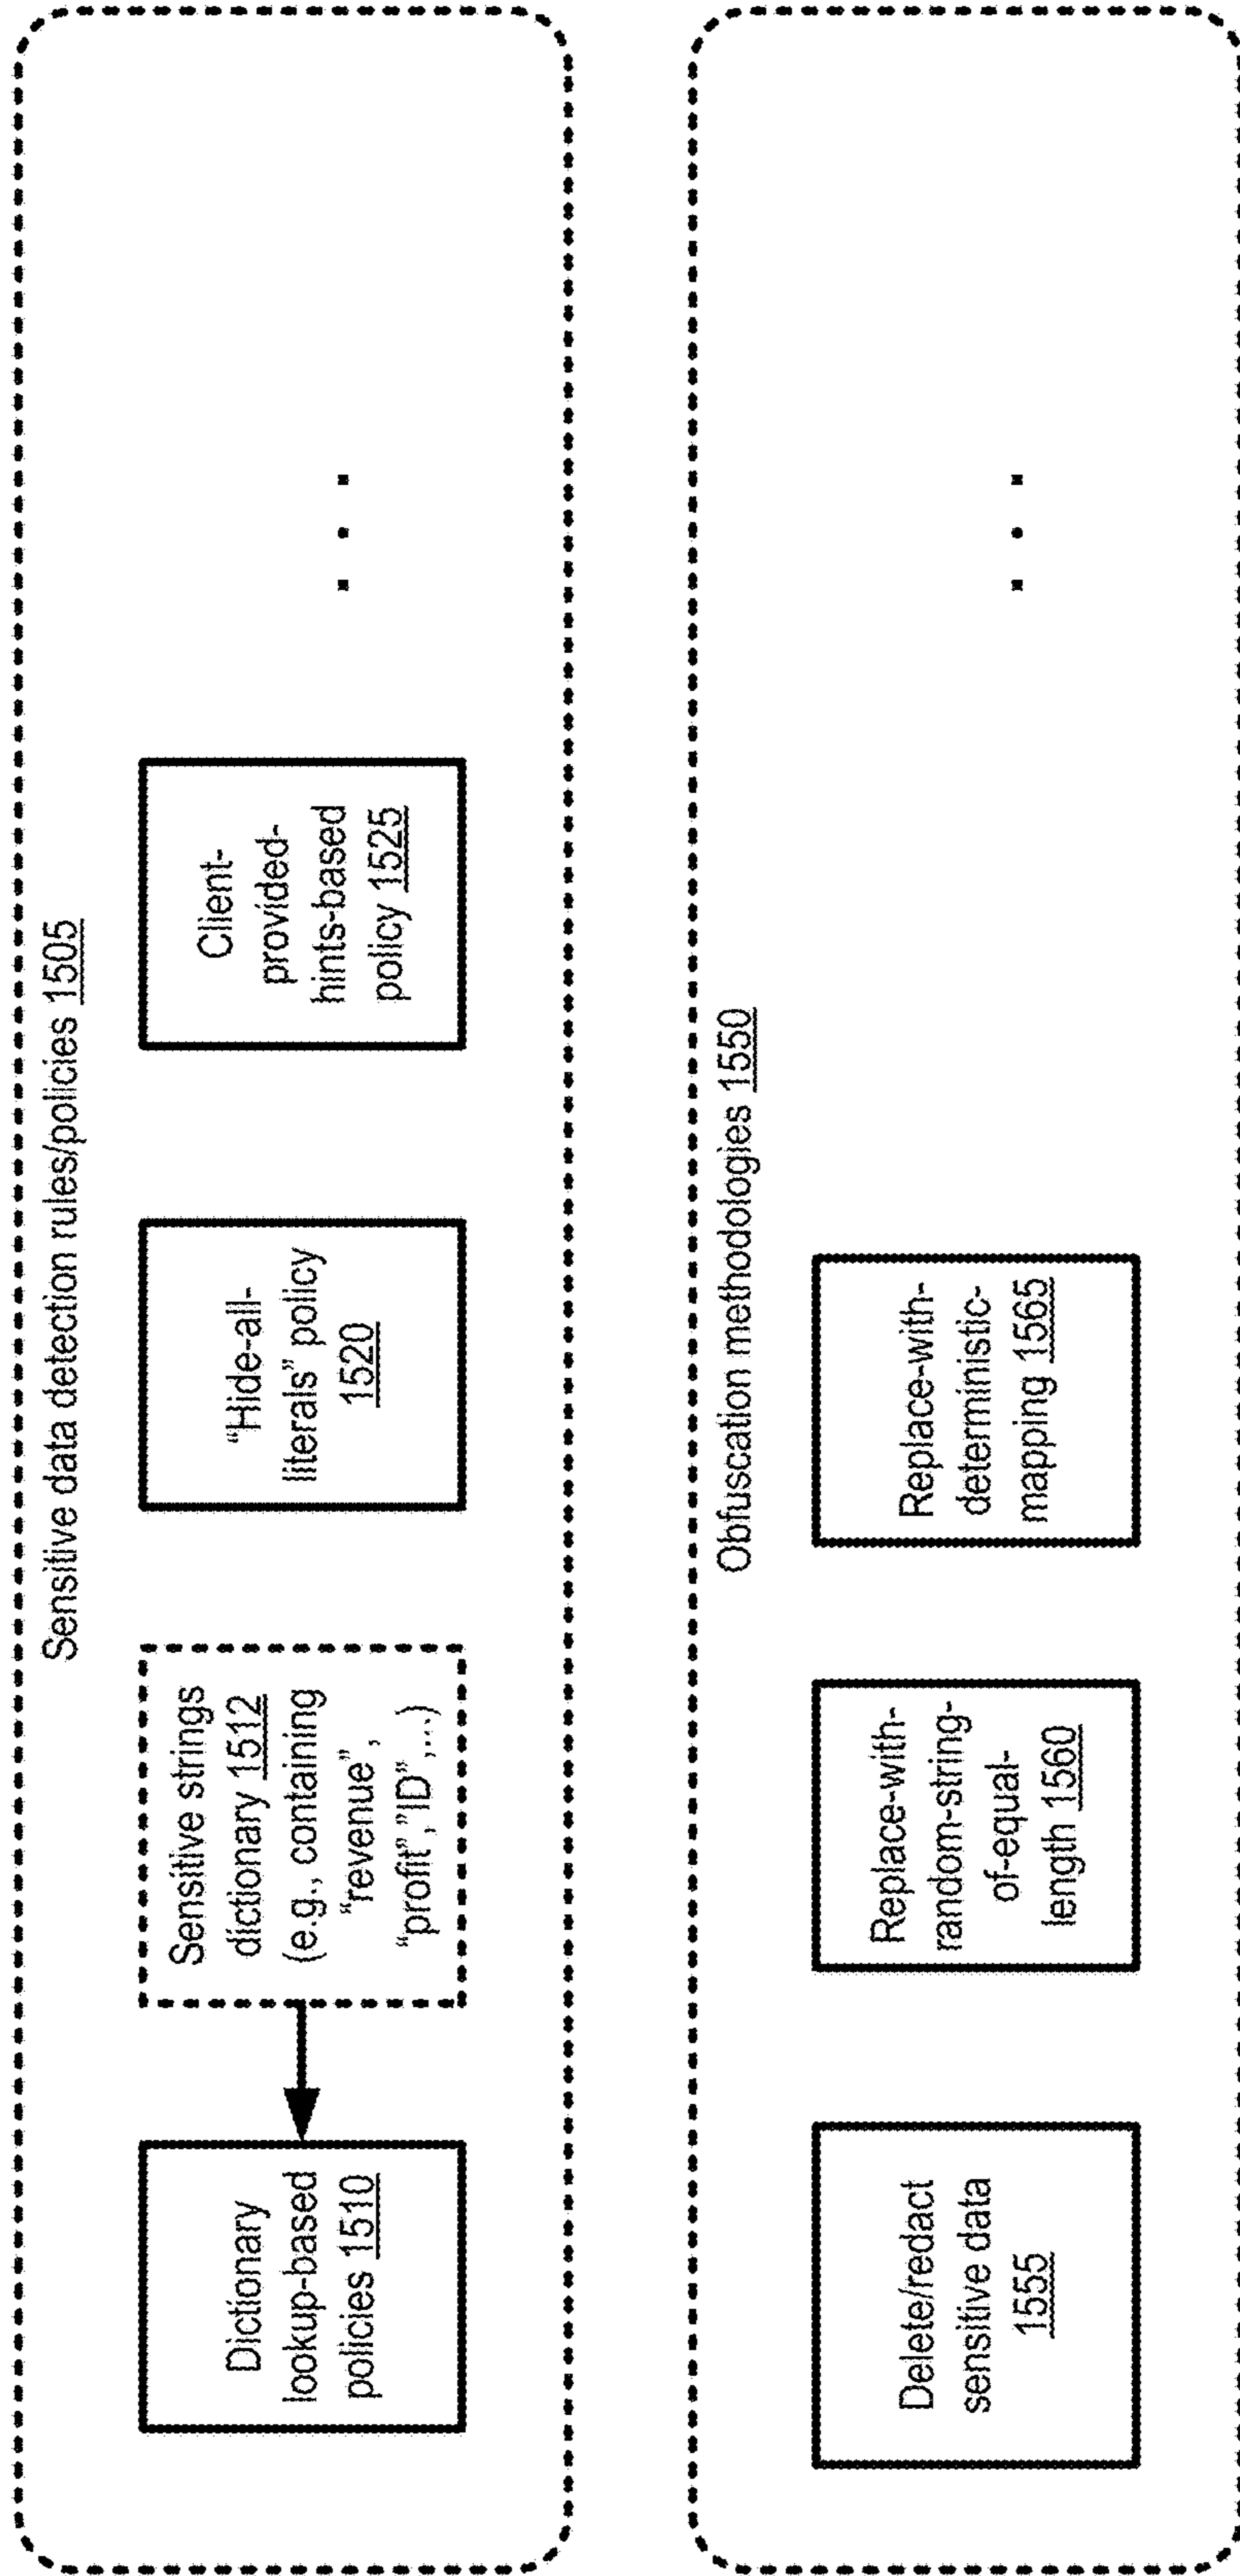 Sensitive data detection rules/policies 1505
Dictionary
lookup-based
policies 1510
Sensitive strings
dictionary 1512
(e.g., containing
“revenue”,
“profit”,”ID”,...)
“Hide-all-
literals” policy
1520
Client-
provided-
hints-based
policy 1525
. . .
Obfuscation methodologies 1550
Delete/redact
sensitive data
1555
Replace-with-
random-string-
of-equal-
length 1560
Replace-with-
deterministic-
mapping 1565
. . .